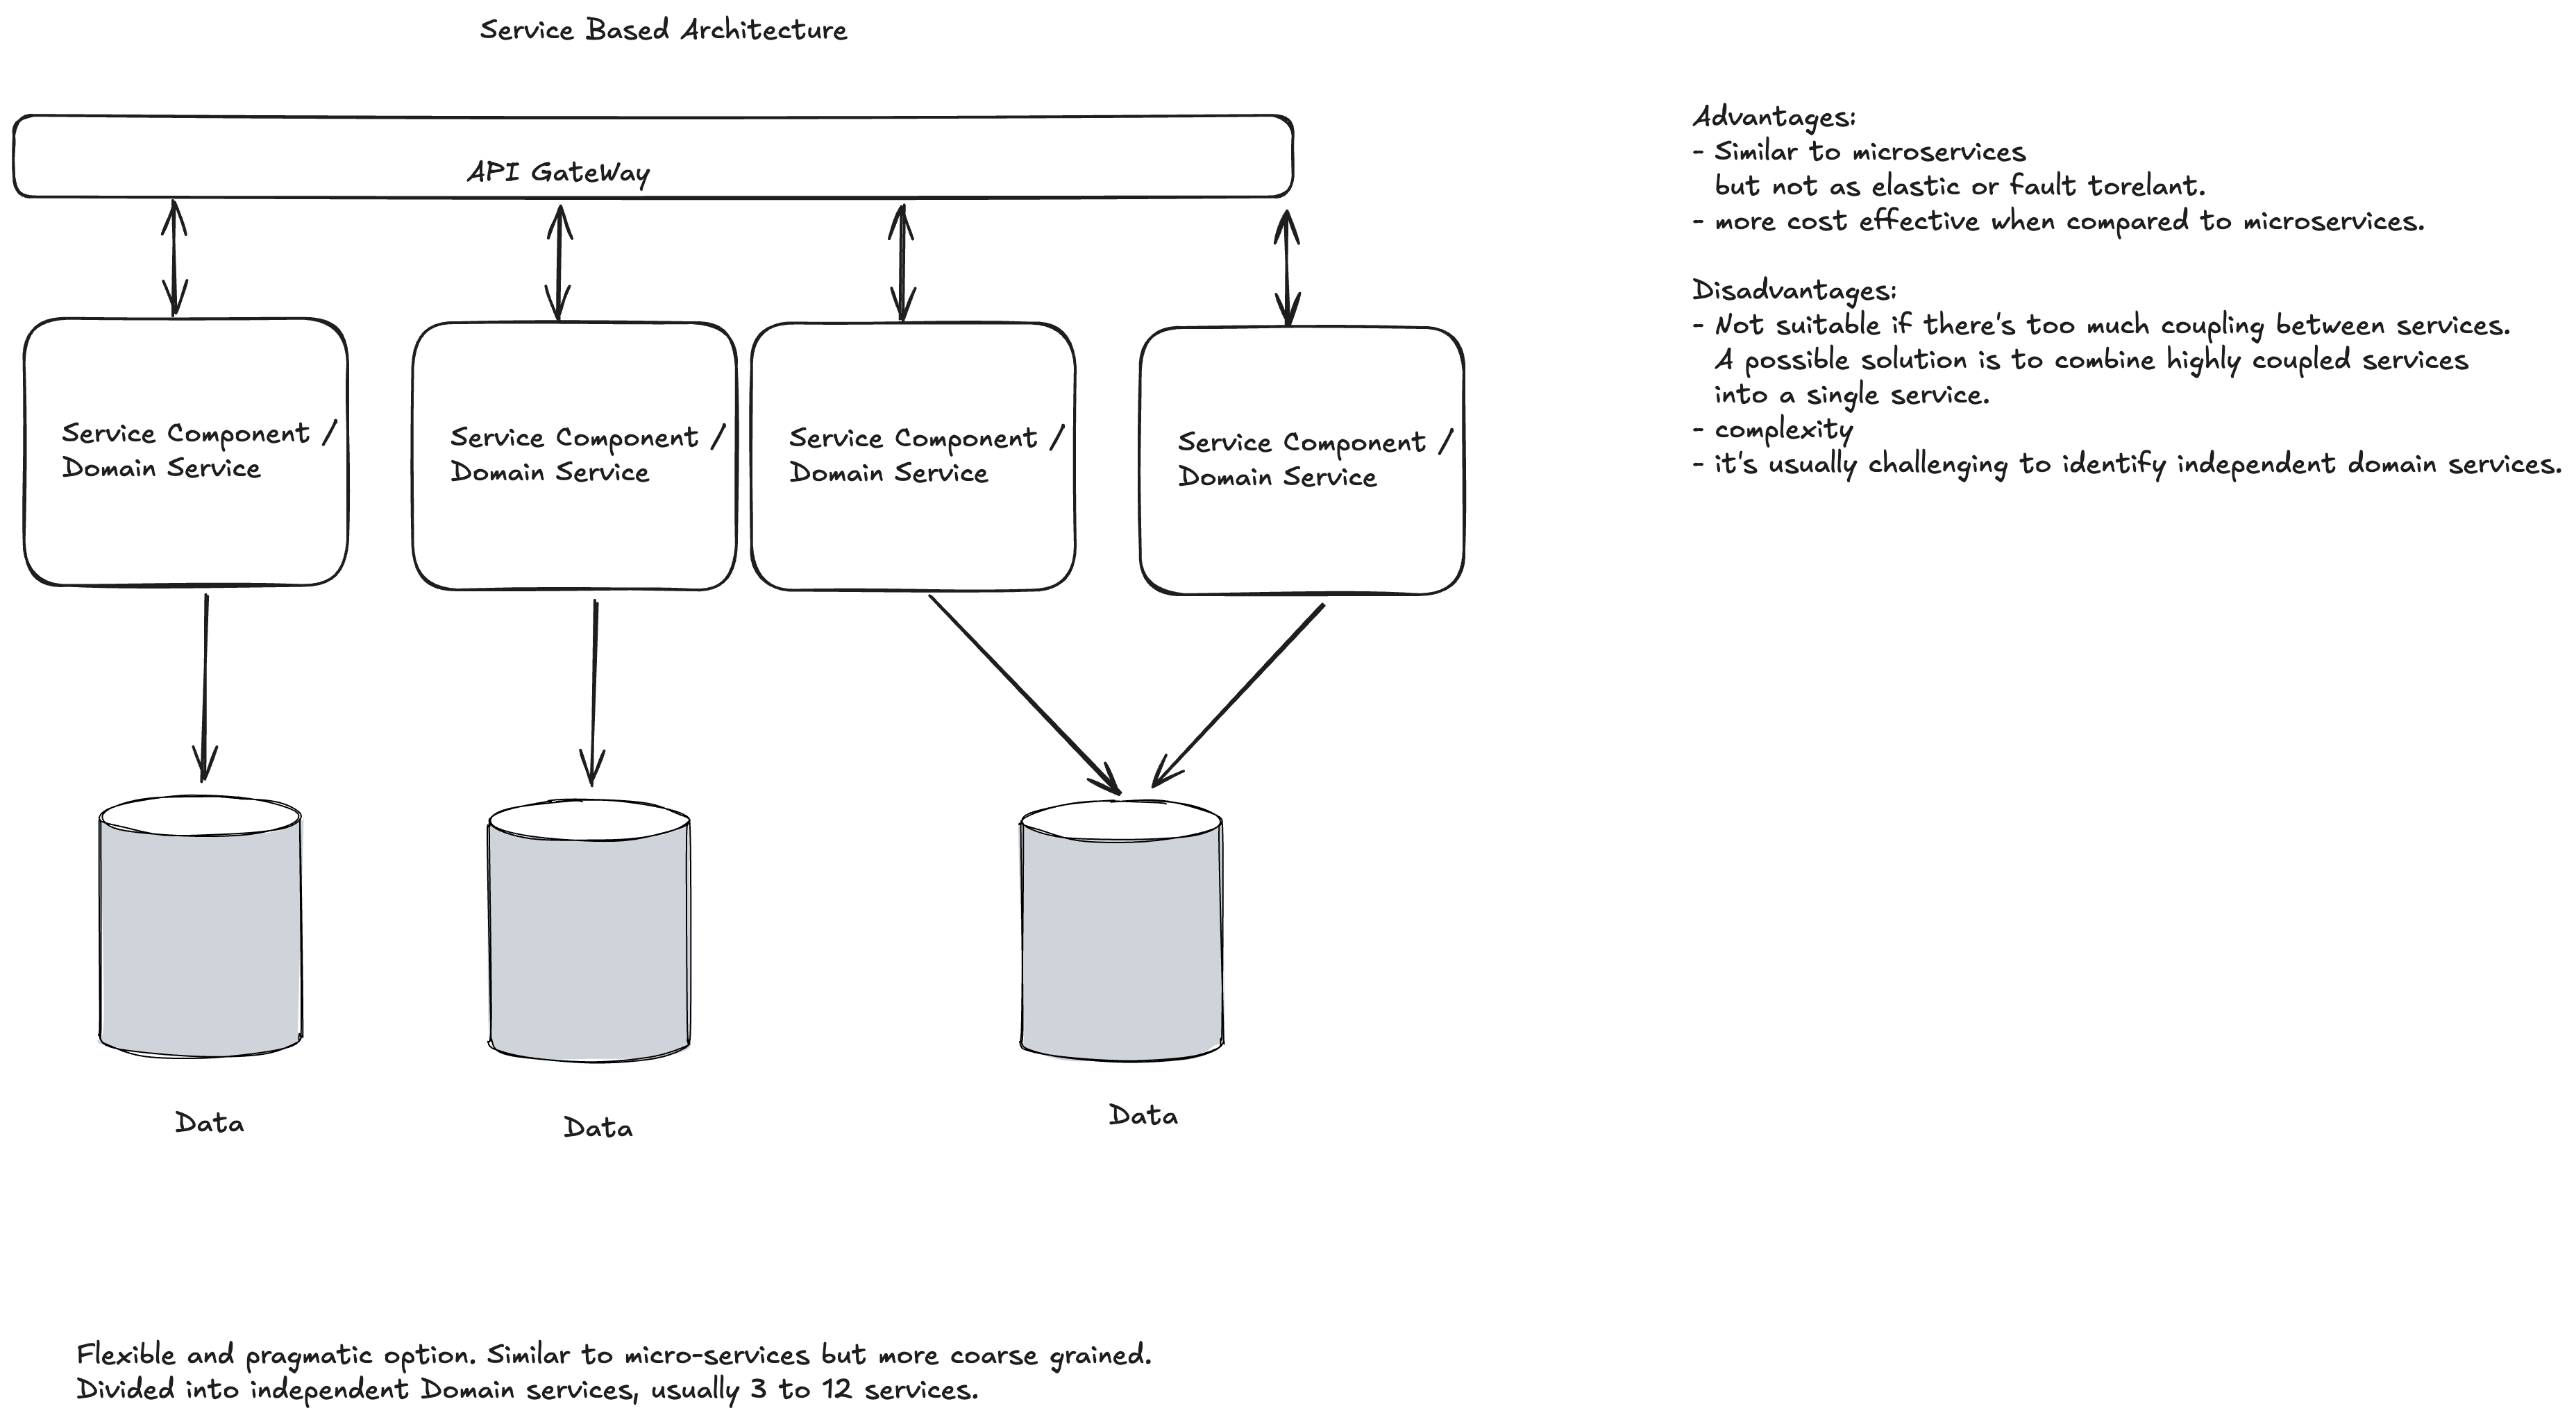 Service Based Architecture
API GateWay
Service Component /
Domain Service
Service Component /
Domain Service
Service Component /
Domain Service
Service Component /
Domain Service
Data
Data
Data
Flexible and pragmatic option. Similar to micro-services but more coarse grained.
Divided into independent Domain services, usually 3 to 12 services.
Advantages:
- Similar to microservices
but not as elastic or fault torelant.
- more cost effective when compared to microservices.
Disadvantages:
- Not suitable if there's too much coupling between services.
A possible solution is to combine highly coupled services
into a single service.
- complexity
- it's usually challenging to identify independent domain services.